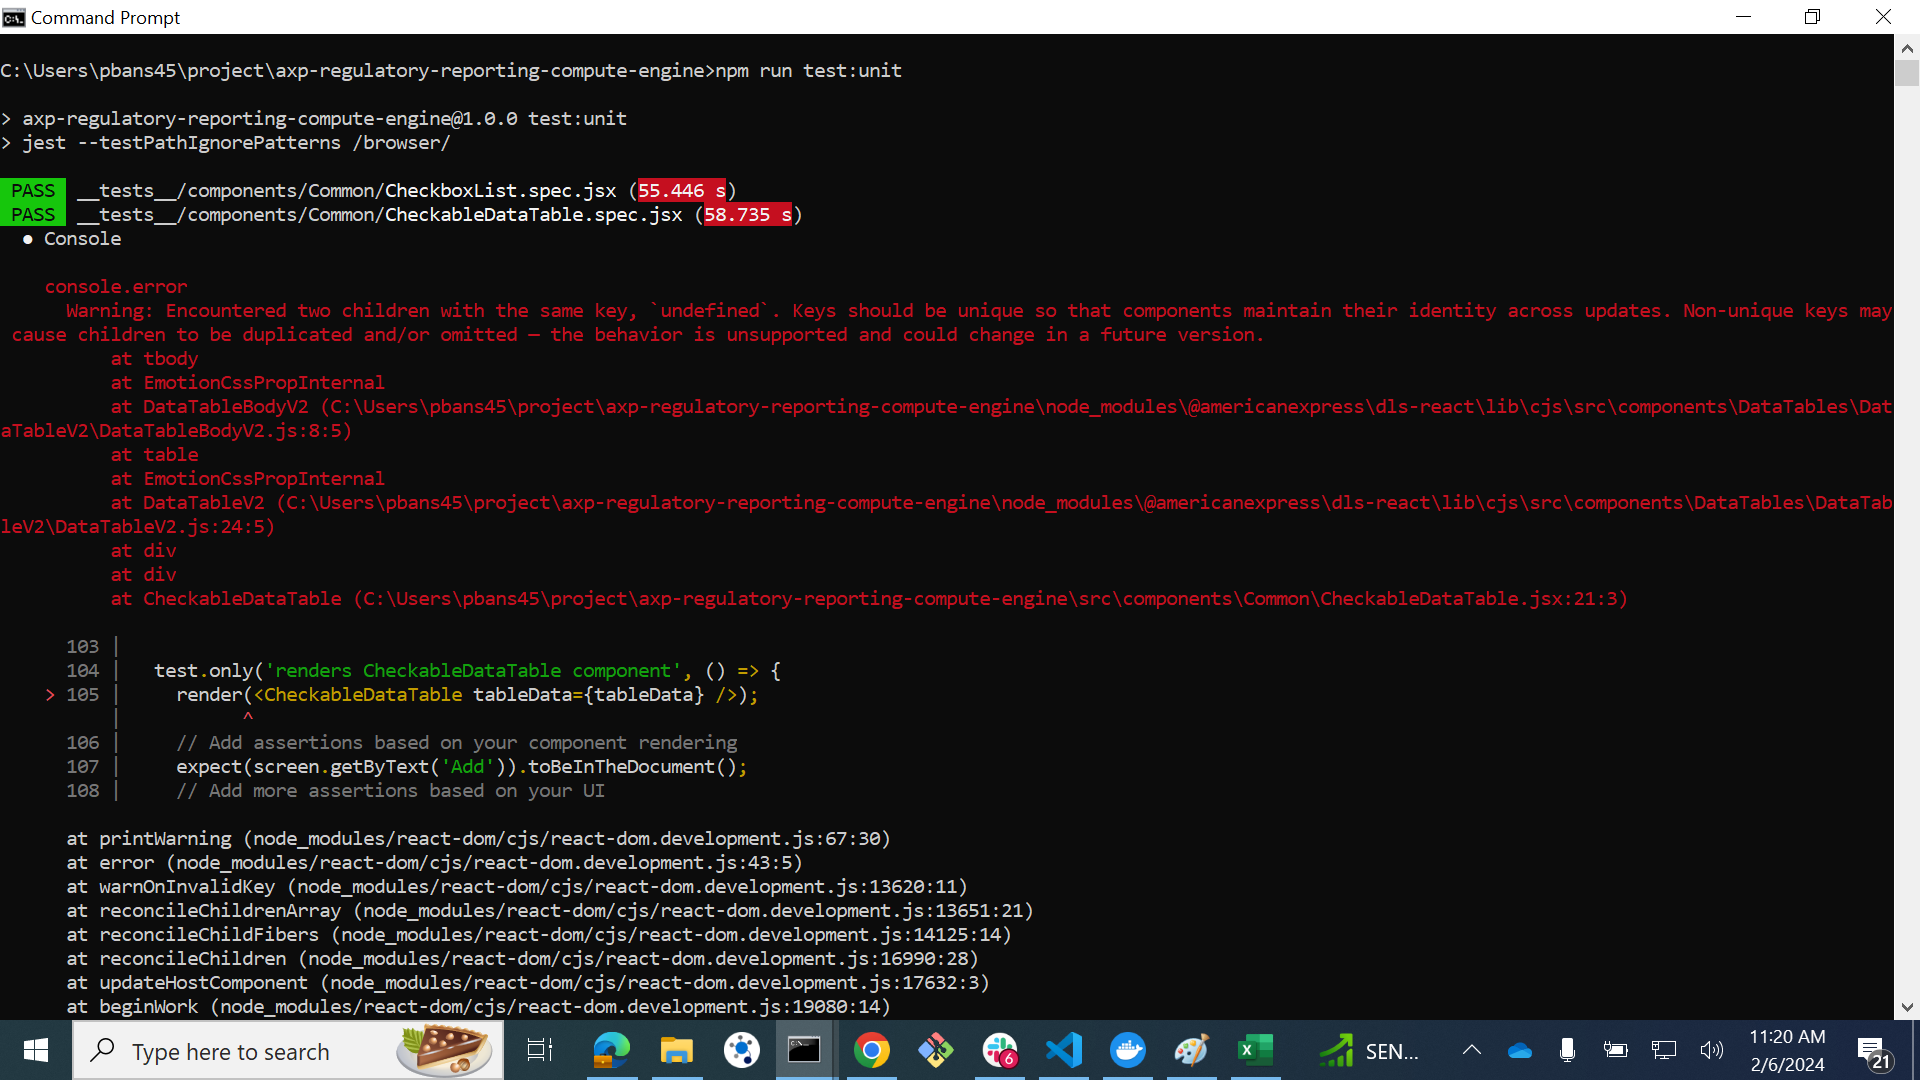 Command Prompt
C:\Users\pbans45\project\axp-regulatory-reporting-compute-engine>npm run test:unit
> axp-regulatory-reporting-compute-engine@1.0.0 test:unit
> jest --testPathIgnorePatterns /browser/
PASS __tests__/components/Common/CheckboxList.spec.jsx (55.446 s)
PASS __tests__/components/Common/CheckableDataTable.spec.jsx (58.735 s)
● Console
console.error
Warning: Encountered two children with the same key, `undefined`. Keys should be unique so that components maintain their identity across updates. Non-unique keys may
cause children to be duplicated and/or omitted — the behavior is unsupported and could change in a future version.
at tbody
at EmotionCssPropInternal
at DataTableBodyV2 (C:\Users\pbans45\project\axp-regulatory-reporting-compute-engine\node_modules\@americanexpress\dls-react\lib\cjs\src\components\DataTables\Dat
aTableV2\DataTableBodyV2.js:8:5)
at table
at EmotionCssPropInternal
at DataTableV2 (C:\Users\pbans45\project\axp-regulatory-reporting-compute-engine\node_modules\@americanexpress\dls-react\lib\cjs\src\components\DataTables\DataTab
leV2\DataTableV2.js:24:5)
at div
at div
at CheckableDataTable (C:\Users\pbans45\project\axp-regulatory-reporting-compute-engine\src\components\Common\CheckableDataTable.jsx:21:3)
103 |
104 | test.only('renders CheckableDataTable component', () => {
> 105 | render(<CheckableDataTable tableData={tableData} />);
| ^
106 | // Add assertions based on your component rendering
107 | expect(screen.getByText('Add')).toBeInTheDocument();
108 | // Add more assertions based on your UI
at printWarning (node_modules/react-dom/cjs/react-dom.development.js:67:30)
at error (node_modules/react-dom/cjs/react-dom.development.js:43:5)
at warnOnInvalidKey (node_modules/react-dom/cjs/react-dom.development.js:13620:11)
at reconcileChildrenArray (node_modules/react-dom/cjs/react-dom.development.js:13651:21)
at reconcileChildFibers (node_modules/react-dom/cjs/react-dom.development.js:14125:14)
at reconcileChildren (node_modules/react-dom/cjs/react-dom.development.js:16990:28)
at updateHostComponent (node_modules/react-dom/cjs/react-dom.development.js:17632:3)
at beginWork (node_modules/react-dom/cjs/react-dom.development.js:19080:14)
Type here to search
6
SEN...
11:20 AM
2/6/2024
21